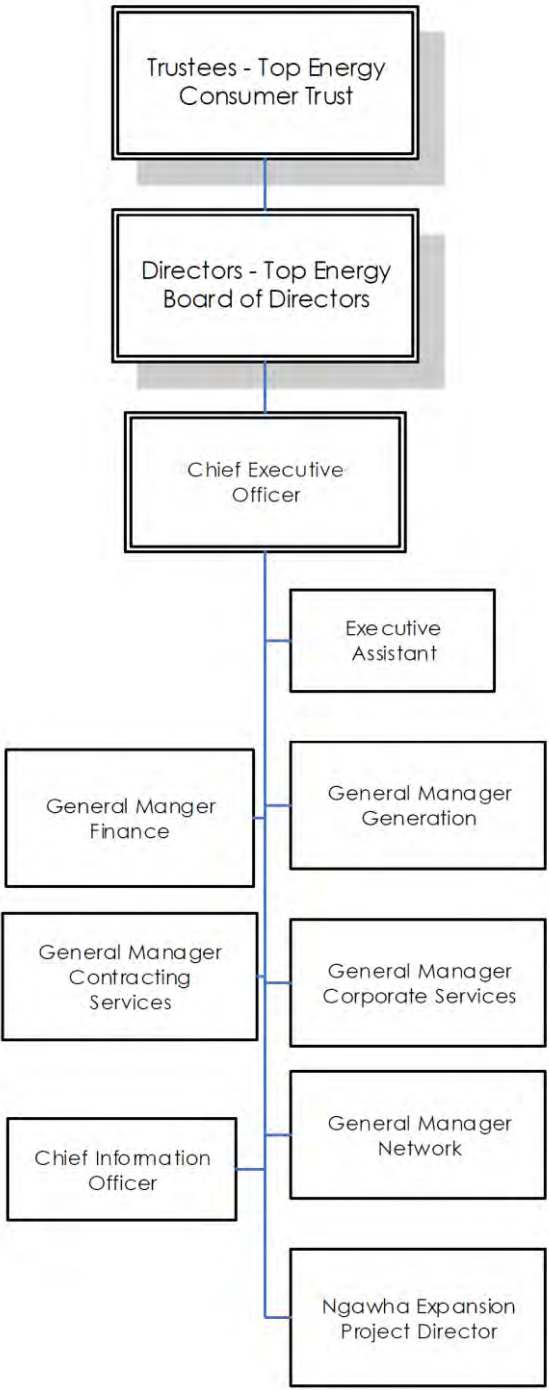 Trustees - Top Energy
Consumer Trust
Directors - Top Energy
Board of Directors
Chief Executive
Officer
Executive
Assistant
General Manger
Finance
General Manager
Generation
General Manager
Contracting
Services
General Manager
Corporate Services
General Manager
Network
Chief Information
Officer
Ngawha Expansion
Project Director